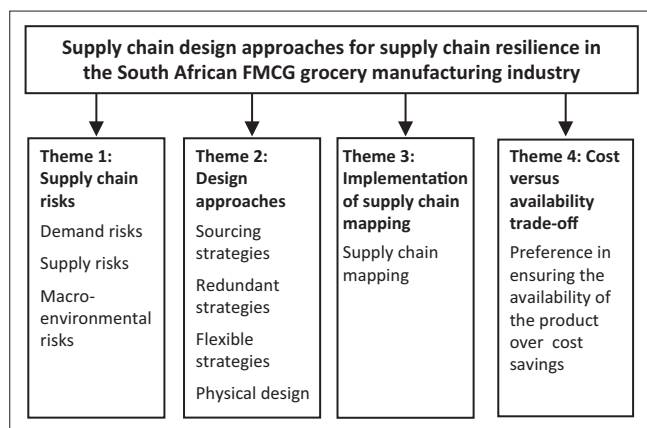 Supply chain design approaches for supply chain resilience in
the South African FMCG grocery manufacturing industry
Theme 1:
Supply chain
risks
Demand risks
Supply risks
Macro-
environmental
risks
Theme 2:
Design
approaches
Sourcing
strategies
Redundant
strategies
Flexible
strategies
Physical design
Theme 3:
Implementation
of supply chain
mapping
Supply chain
mapping
Theme 4: Cost
versus
availability
trade-off
Preference in
ensuring the
availability of
the product
over cost
savings